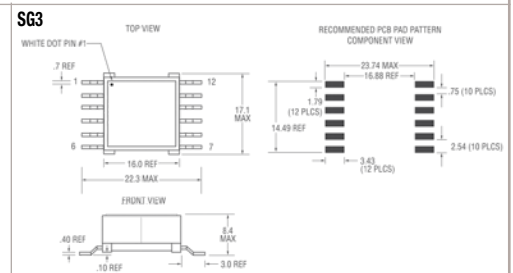 SG3
TOP VIEW
WHITE DOT PIN #1
.7 REF
1
12
17.1
MAX
6
7
16.0 REF
22.3 MAX
FRONT VIEW
.40 REF
.10 REF
8.4
MAX
3.0 REF
RECOMMENDED PCB PAD PATTERN
COMPONENT VIEW
23.74 MAX
16.88 REF
1.79
(12 PLCS)
.75 (10 PLCS)
14.49 REF
2.54 (10 PLCS)
3.43
(12 PLCS)